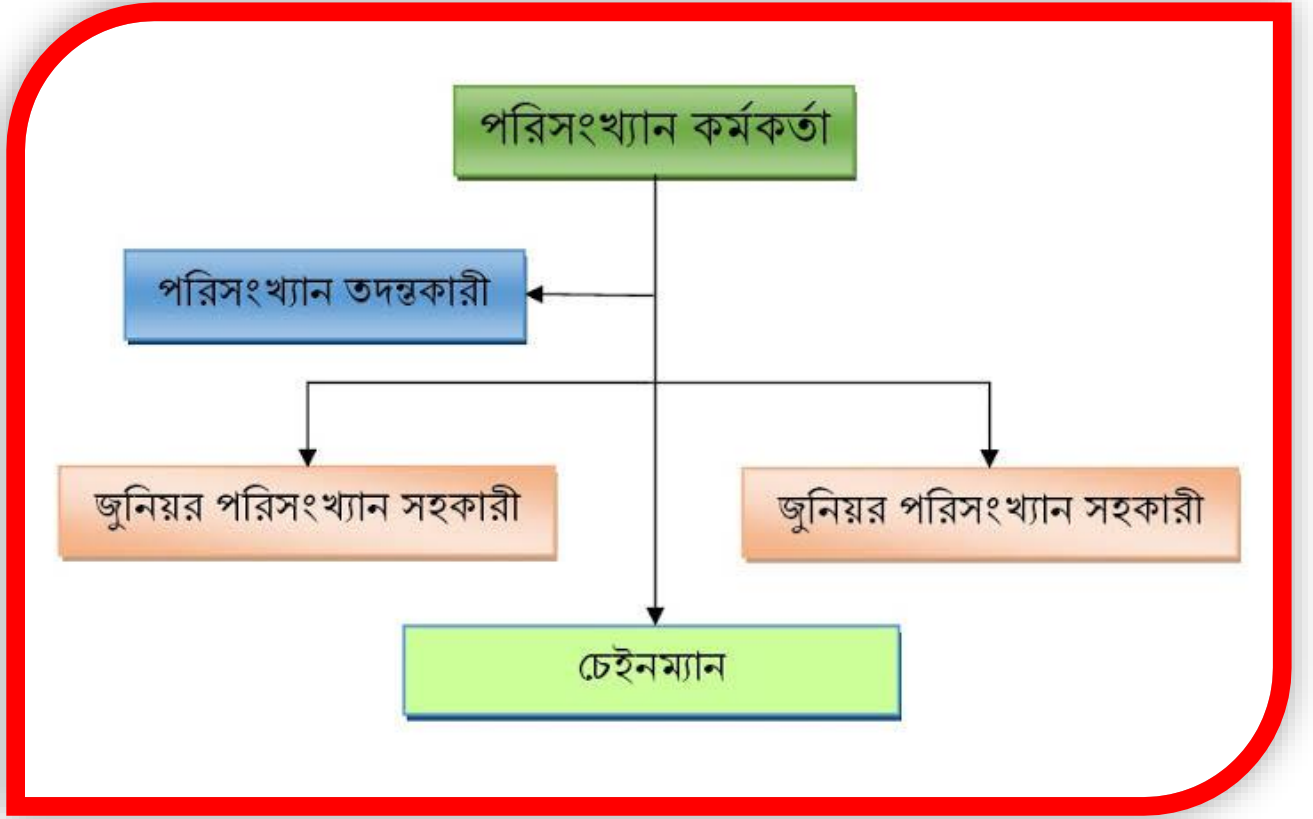 পরিসংখ্যান কর্মকর্তা
পরিসংখ্যান তদন্তকারী
জুনিয়র পরিসংখ্যান সহকারী
জুনিয়র পরিসংখ্যান সহকারী
চেইনম্যান